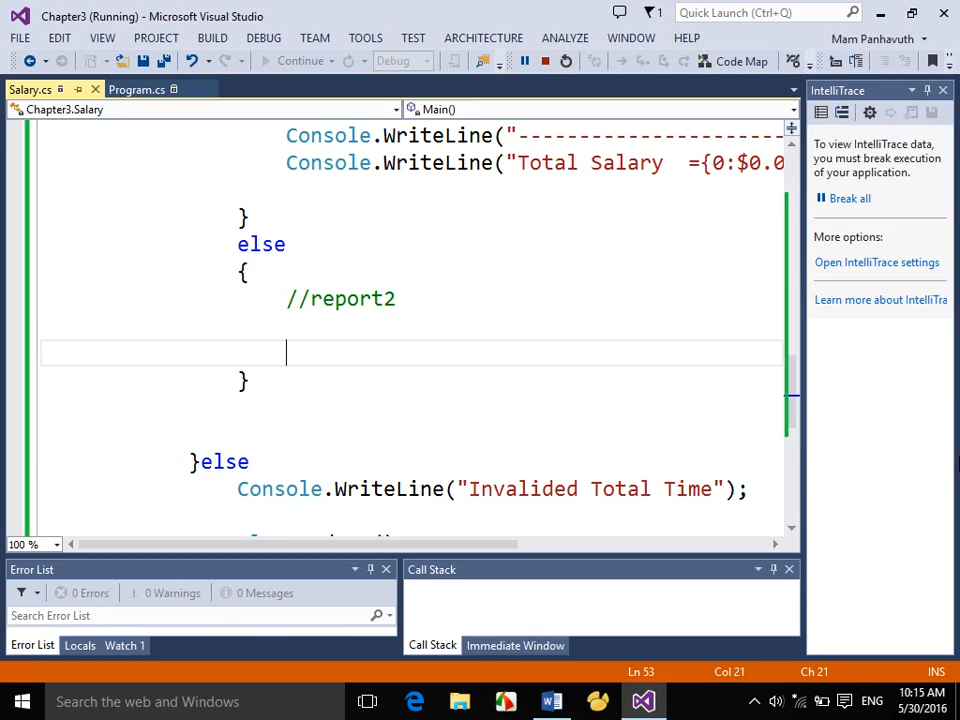 Chapter3 (Running) - Microsoft Visual Studio
1
Quick Launch (Ctrl+Q)
FILE EDIT VIEW PROJECT BUILD DEBUG TEAM TOOLS TEST ARCHITECTURE ANALYZE WINDOW HELP
Mam Panhavuth
Continue
Debug
Code Map
Salary.cs
Program.cs
IntelliTrace
Chapter3.Salary
Main()
Console.WriteLine("----------------------
Console.WriteLine("Total Salary  ={0:$0.0
}
else
{
//report2
}
}else
Console.WriteLine("Invalided Total Time");
To view IntelliTrace data,
you must break execution
of your application.
Break all
More options:
Open IntelliTrace settings
Learn more about IntelliTra
100 %
Error List
0 Errors
0 Warnings
0 Messages
Search Error List
Error List Locals Watch 1
Call Stack
Call Stack Immediate Window
Ln 53 Col 21 Ch 21 INS
Search the web and Windows
ENG
10:15 AM
5/30/2016